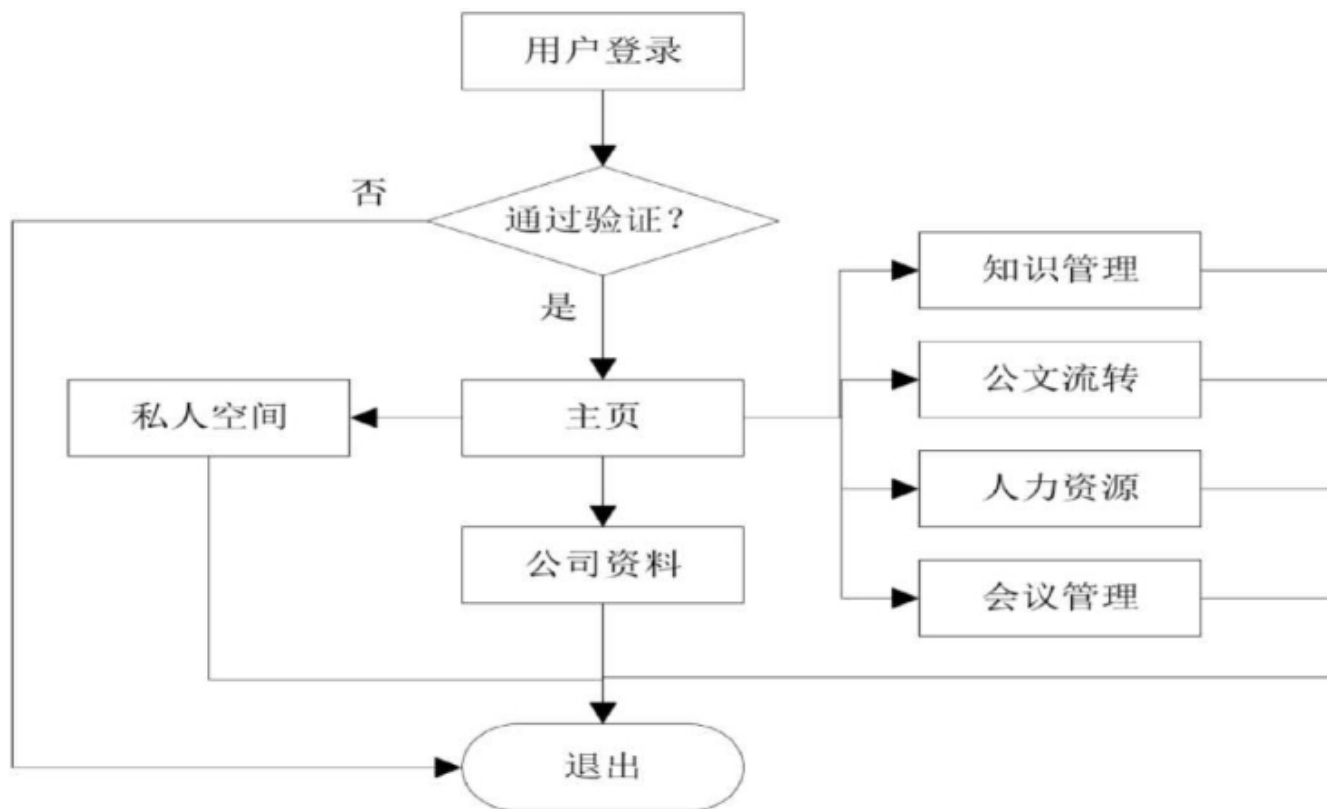 用户登录
否
通过验证？
是
知识管理
公文流转
私人空间
主页
人力资源
公司资料
会议管理
退出